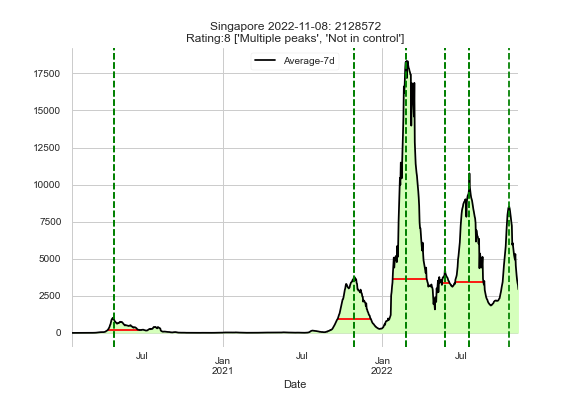 Singapore 2022-11-08: 2128572
Rating:8 ['Multiple peaks', 'Not in control']
Average-7d
17500
15000
12500
10000
7500
5000
2500
0
Jul
Jan
2021
Jul
Jan
2022
Jul
Date